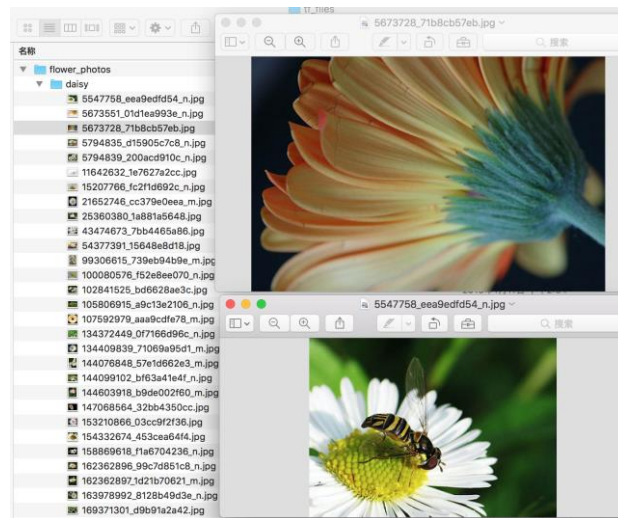 tf_files
5673728_71b8cb57eb.jpg
搜索
名称
flower_photos
daisy
5547758_eea9edfd54_n.jpg
5673551_01d1ea993e_n.jpg
5673728_71b8cb57eb.jpg
5794835_d15905c7c8_n.jpg
5794839_200acd910c_n.jpg
11642632_1e7627a2cc.jpg
15207766_fc2f1d692c_n.jpg
21652746_cc379e0eea_m.jpg
25360380_1a881a5648.jpg
43474673_7bb4465a86.jpg
54377391_15648e8d18.jpg
99306615_739eb94b9e_m.jpg
100080576_f52e8ee070_n.jpg
102841525_bd6628ae3c.jpg
105806915_a9c13e2106_n.jpg
107592979_aaa9cdfe78_m.jpg
134372449_0f7166d96c_n.jpg
134409839_71069a95d1_m.jpg
144076848_57e1d662e3_m.jpg
144099102_bf63a41e4f_n.jpg
144603918_b9de002f60_m.jpg
147068564_32bb4350cc.jpg
153210866_03cc9f2f36.jpg
154332674_453cea64f4.jpg
158869618_f1a6704236_n.jpg
162362896_99c7d851c8_n.jpg
162362897_1d21b70621_m.jpg
163978992_8128b49d3e_n.jpg
169371301_d9b91a2a42.jpg
5547758_eea9edfd54_n.jpg
搜索